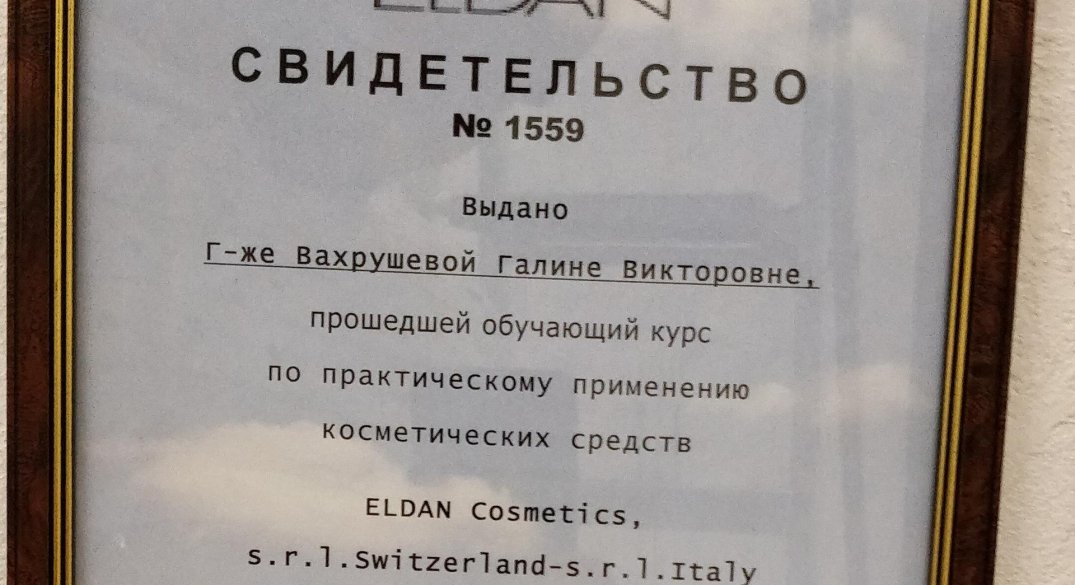 ELDAN
СВИДЕТЕЛЬСТВО
№ 1559
Выдано
Г-же Вахрушевой Галине Викторовне,
прошедшей обучающий курс
по практическому применению
косметических средств
ELDAN Cosmetics,
s.r.l.Switzerland-s.r.l.Italy